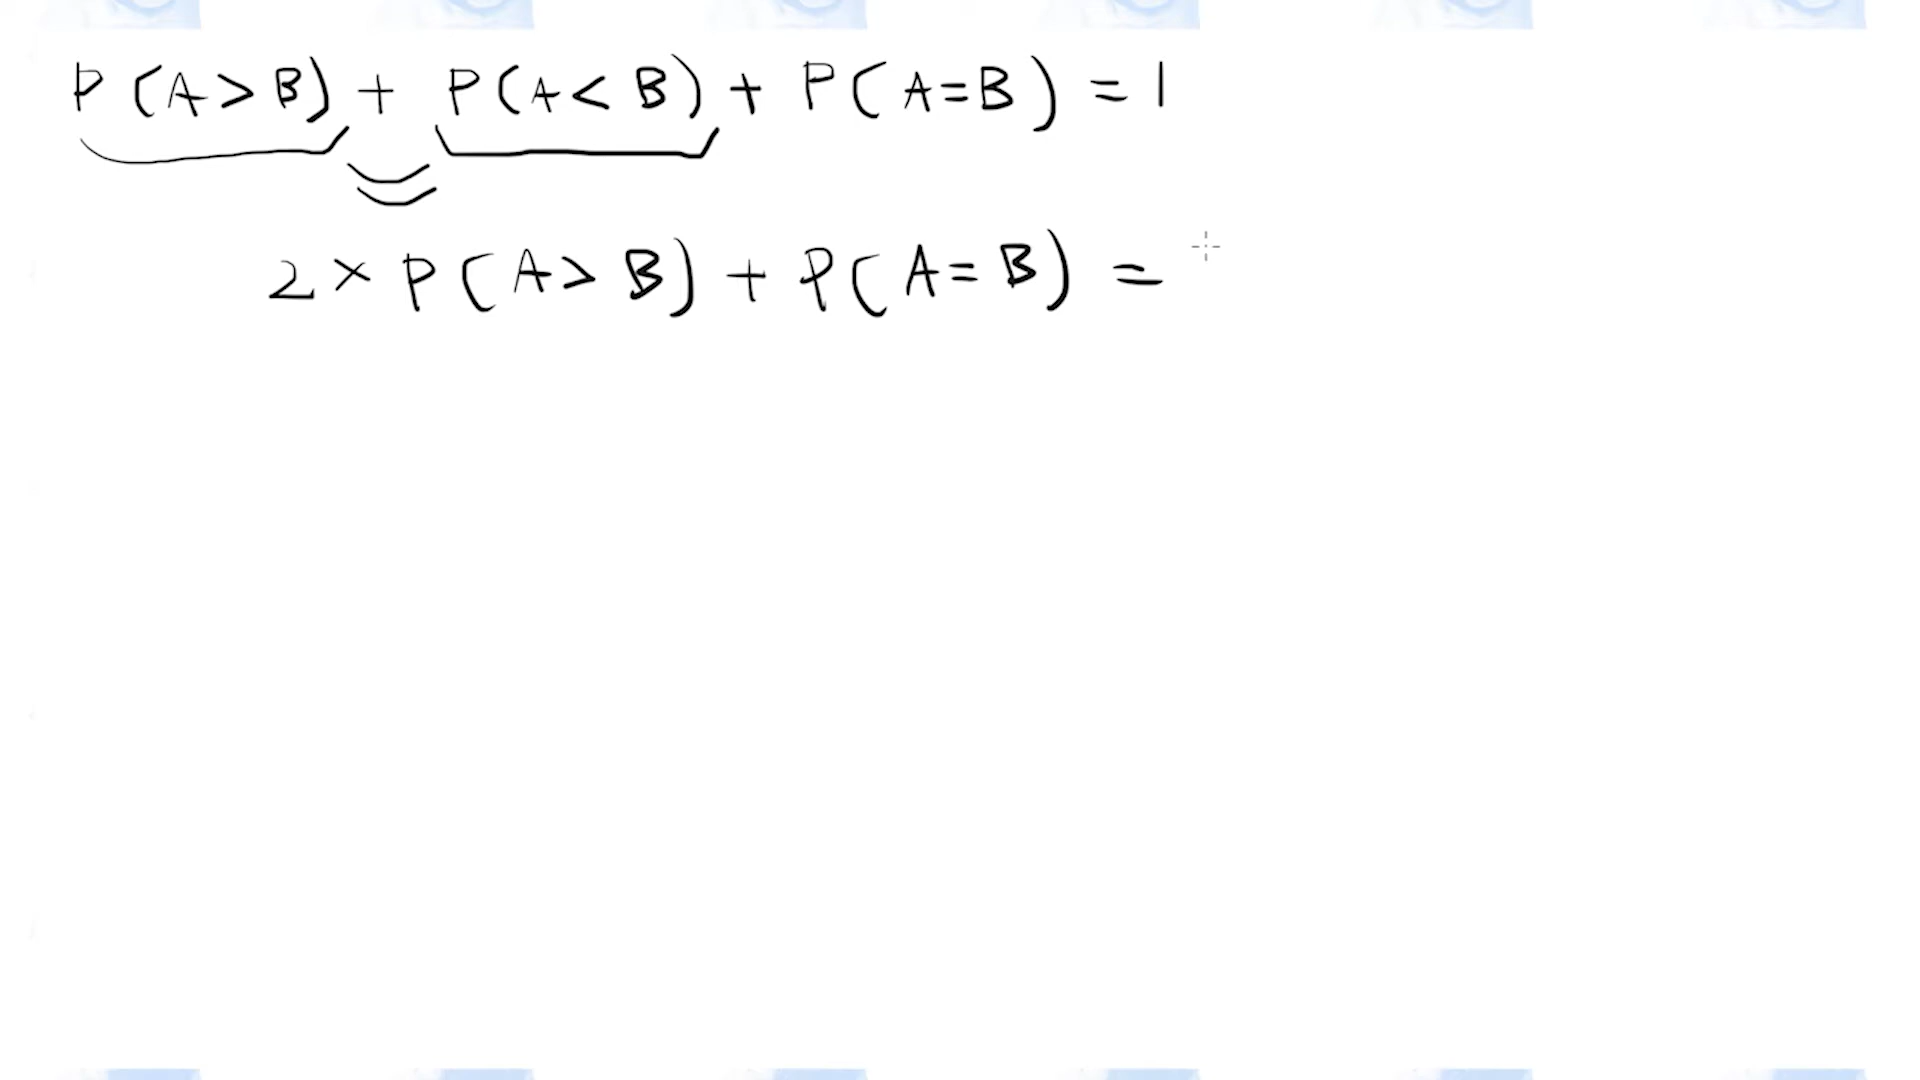 P(A>B) + P(A<B) + P(A=B) = 1
=
2 × P(A>B) + P(A=B) =